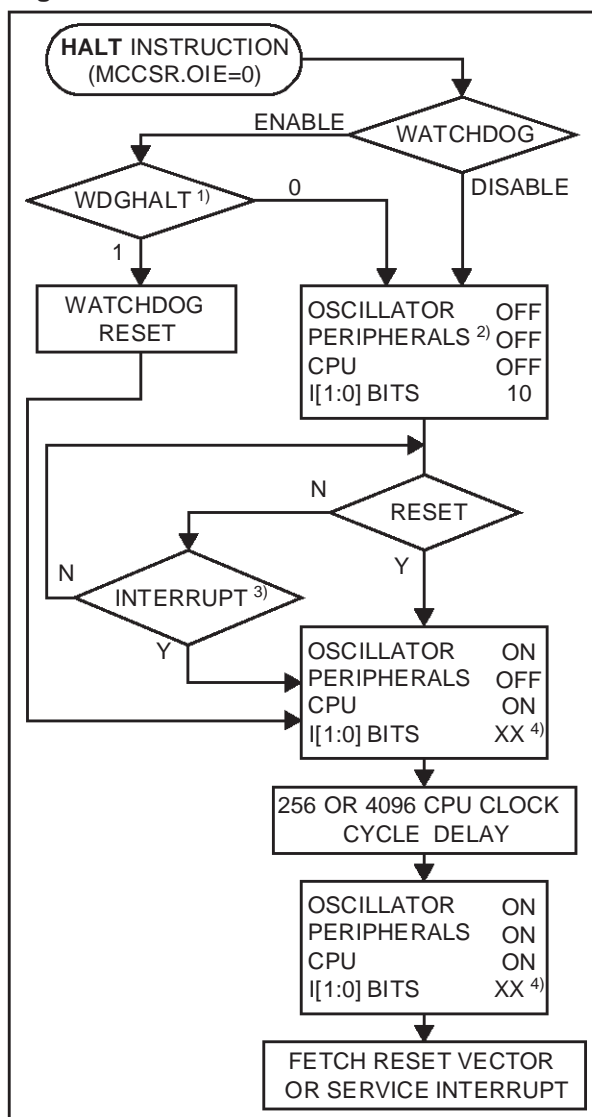 HALT INSTRUCTION
(MCCSR.OIE=0)
ENABLE
WATCHDOG
WDGHALT 1)
0
DISABLE
1
WATCHDOG
RESET
OSCILLATOR OFF
PERIPHERALS 2) OFF
CPU OFF
I[1:0] BITS 10
N
RESET
N
Y
INTERRUPT 3)
Y
OSCILLATOR ON
PERIPHERALS OFF
CPU ON
I[1:0] BITS XX 4)
256 OR 4096 CPU CLOCK
CYCLE DELAY
OSCILLATOR ON
PERIPHERALS ON
CPU ON
I[1:0] BITS XX 4)
FETCH RESET VECTOR
OR SERVICE INTERRUPT